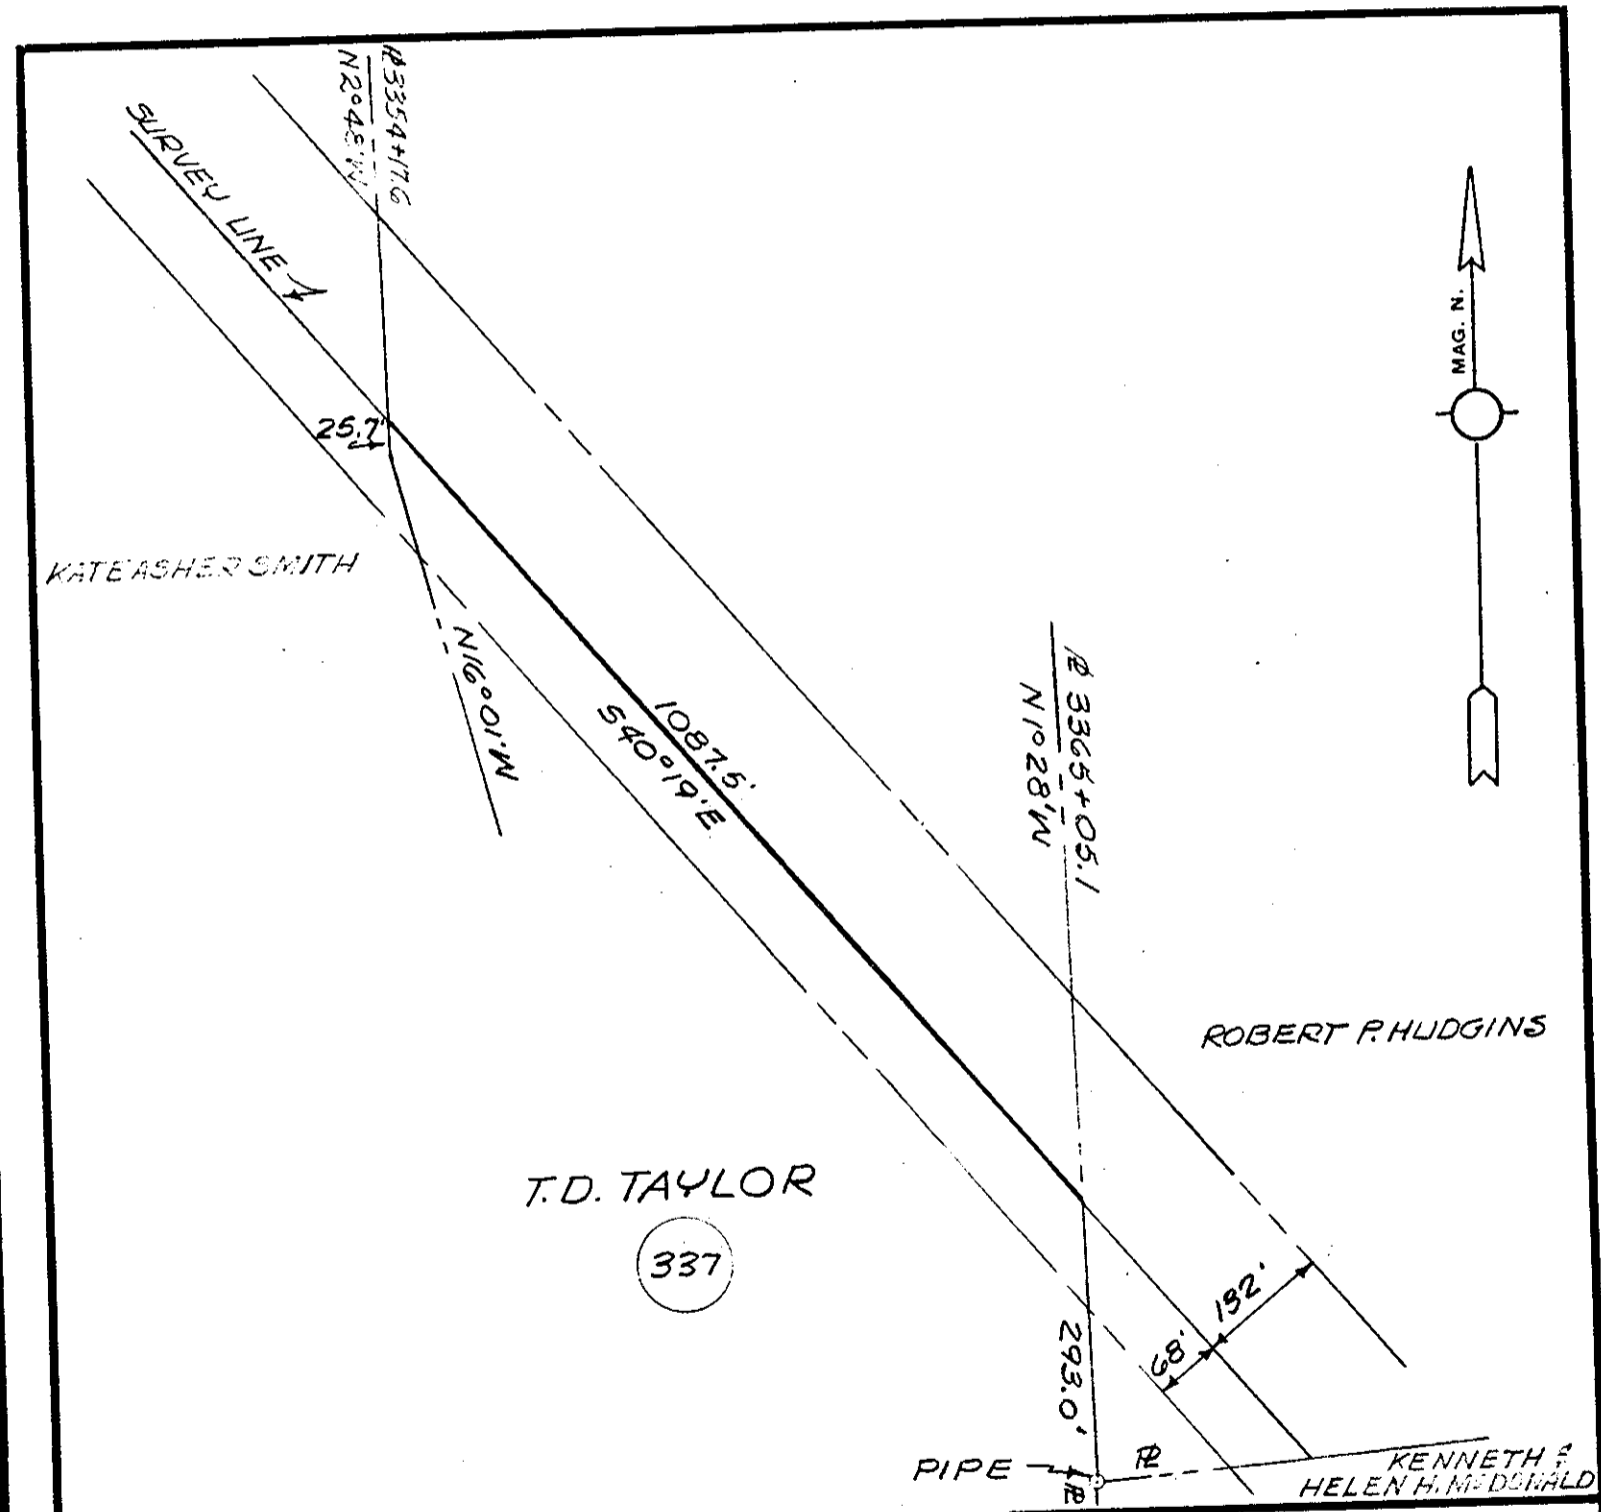 ℄ 3354+17.6
N2°48'W
SURVEY LINE
MAG. N.
25.7'
KATE ASHER SMITH
N16°01'W
1087.5'
S40°19'E
℄ 3365+05.1
N1°28'W
ROBERT P. HUDGINS
T.D. TAYLOR
337
182'
68'
293.0'
PIPE
KENNETH &
HELEN H. McDONALD